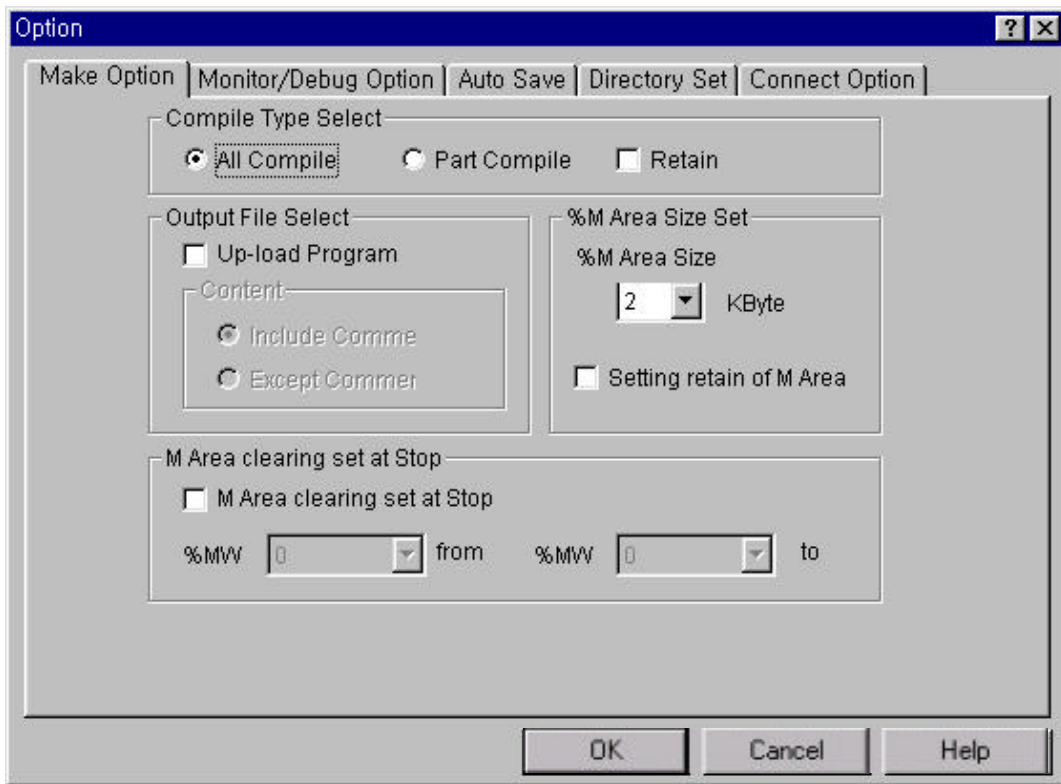 Option
Make Option Monitor/Debug Option Auto Save Directory Set Connect Option
Compile Type Select
All Compile Part Compile Retain
Output File Select
Up-load Program
Content
Include Comme
Except Commer
%M Area Size Set
%M Area Size
2 KByte
Setting retain of M Area
M Area clearing set at Stop
M Area clearing set at Stop
%MW 0 from %MW 0 to
OK Cancel Help